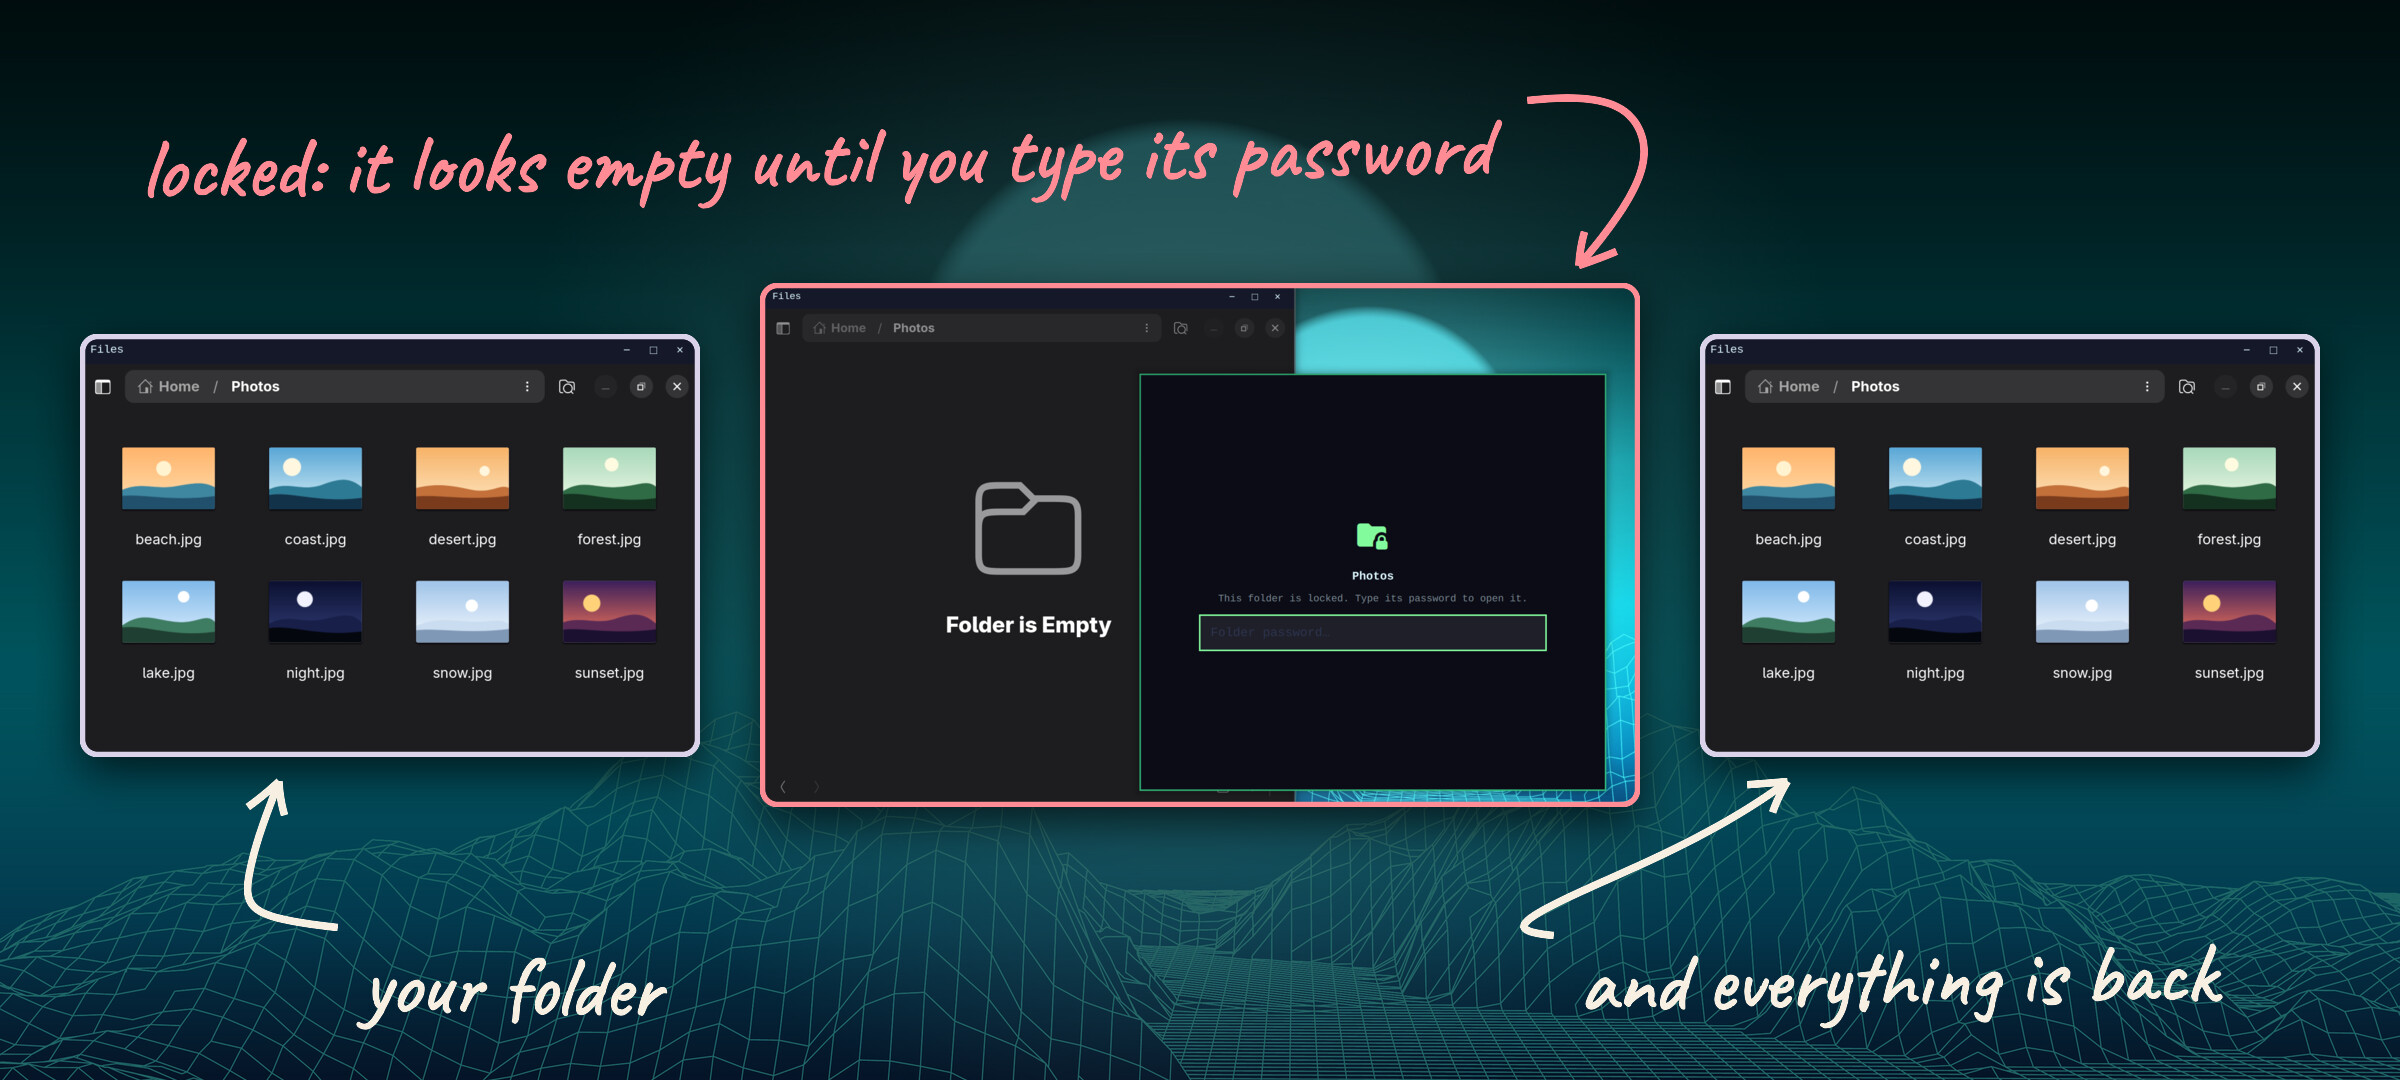 locked: it looks empty until you type its password
Files
Home / Photos
beach.jpg coast.jpg desert.jpg forest.jpg
lake.jpg night.jpg snow.jpg sunset.jpg
your folder
Files
Home / Photos
Folder is Empty
Photos
This folder is locked. Type its password to open it.
Folder password.
Files
Home / Photos
beach.jpg coast.jpg desert.jpg forest.jpg
lake.jpg night.jpg snow.jpg sunset.jpg
and everything is back